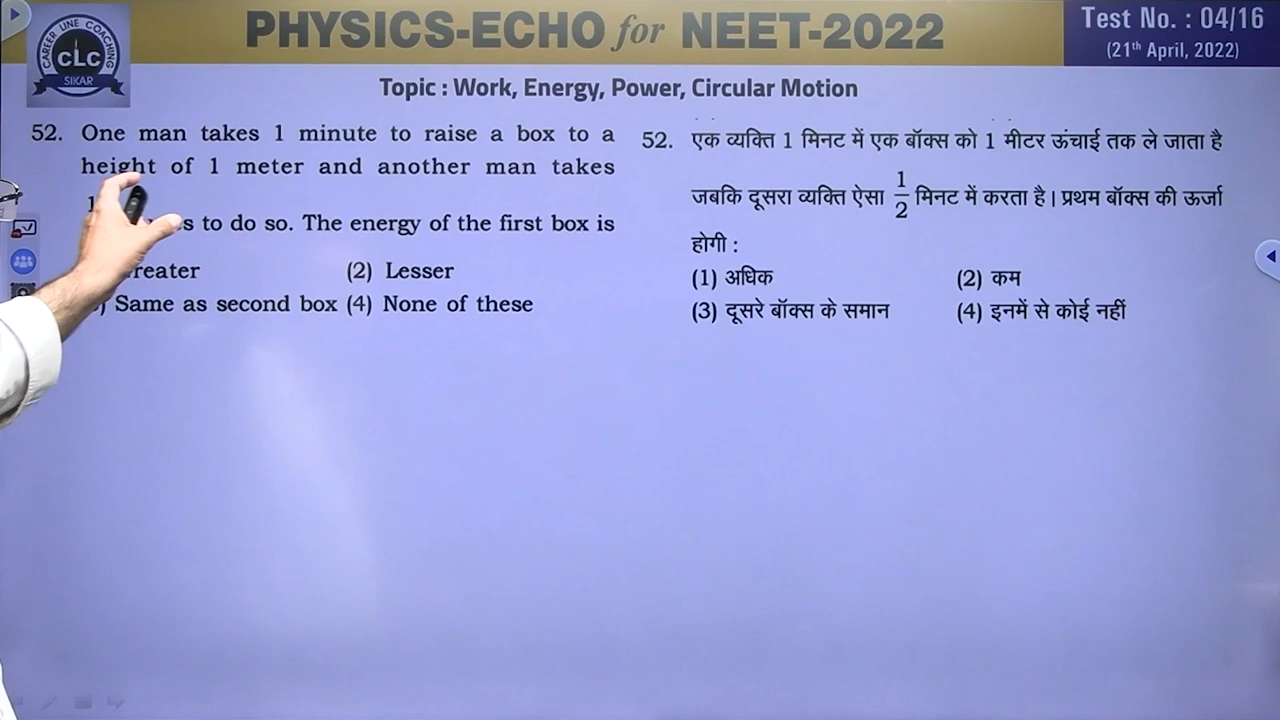 CAREER LINE COACHING
CLC
SIKAR
PHYSICS-ECHO for NEET-2022
Test No. : 04/16
(21th April, 2022)
Topic : Work, Energy, Power, Circular Motion
52. One man takes 1 minute to raise a box to a
height of 1 meter and another man takes
1
to do so. The energy of the first box is
(2) Lesser
Same as second box (4) None of these
52. एक व्यक्ति 1 मिनट में एक बॉक्स को 1 मीटर ऊंचाई तक ले जाता है
जबकि दूसरा व्यक्ति ऐसा 1/2 मिनट में करता है। प्रथम बॉक्स की ऊर्जा
होगी :
(1) अधिक (2) कम
(3) दूसरे बॉक्स के समान (4) इनमें से कोई नहीं